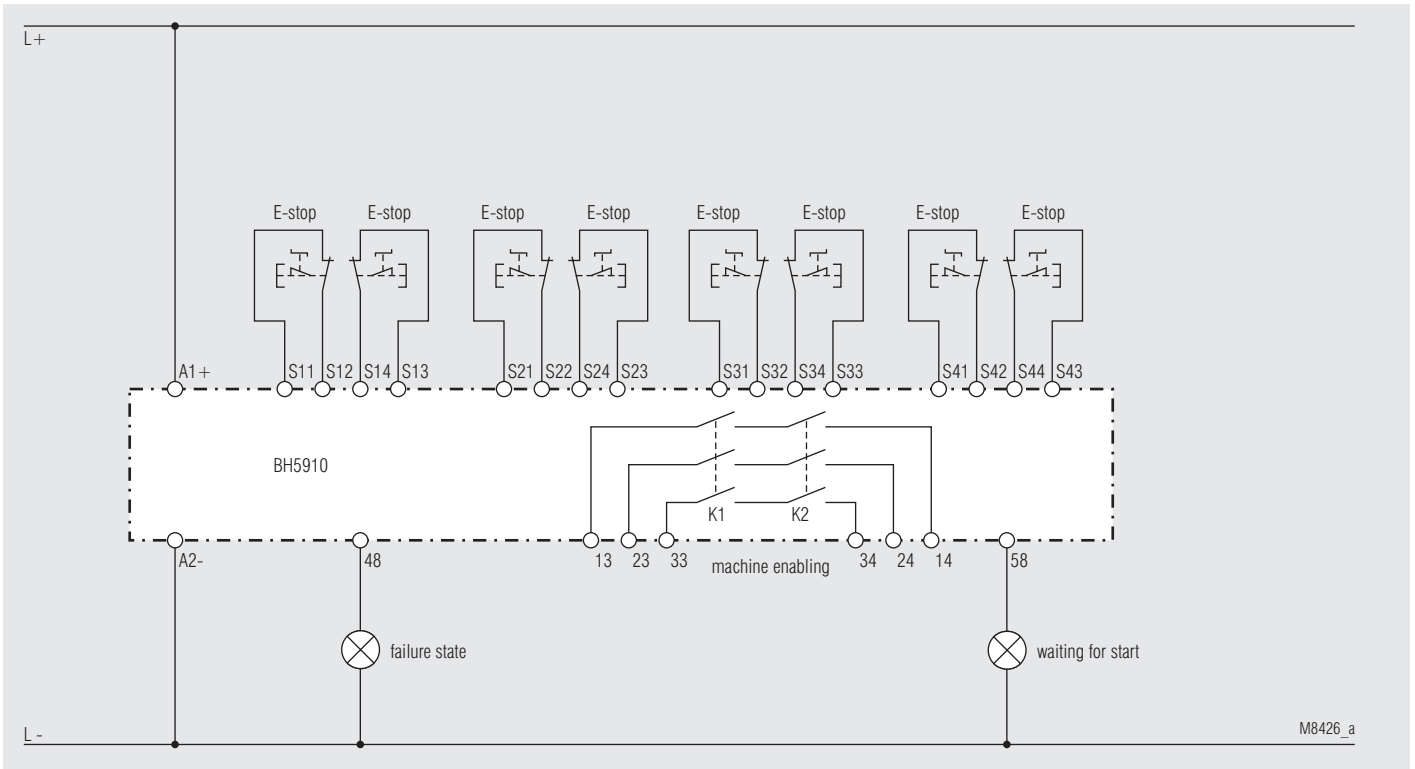 L+
E-stop E-stop E-stop E-stop E-stop E-stop E-stop E-stop
A1+ S11 S12 S14 S13 S21 S22 S24 S23 S31 S32 S34 S33 S41 S42 S44 S43
BH5910
K1 K2
A2- 48 13 23 33 machine enabling 34 24 14 58
failure state waiting for start
L - M8426_a